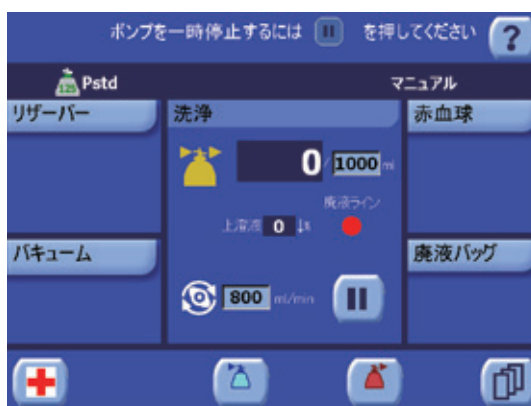 ポンプを一時停止するには を押してください ?
125 Pstd マニュアル
リザーバー 洗浄 赤血球
0 / 1000 ml
廃液ライン
上澄液 0
バキューム 廃液バッグ
800 ml/min